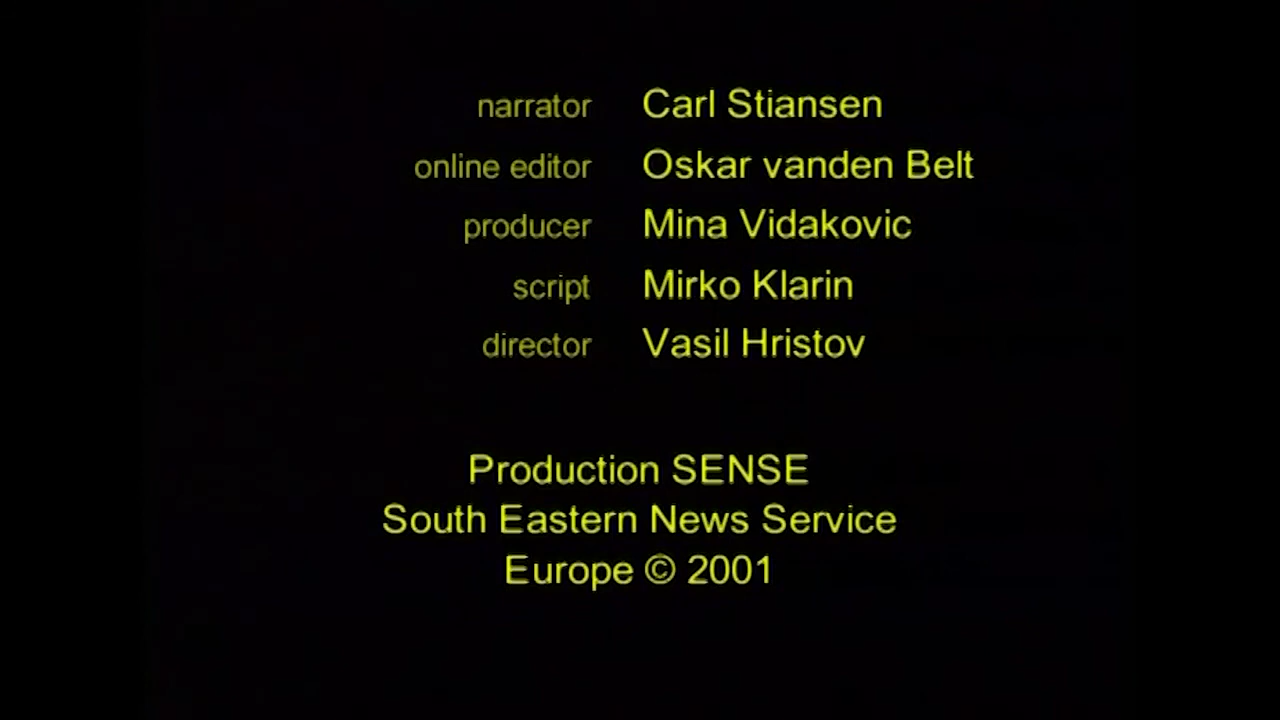 narrator Carl Stiansen
online editor Oskar vanden Belt
producer Mina Vidakovic
script Mirko Klarin
director Vasil Hristov
Production SENSE
South Eastern News Service
Europe © 2001